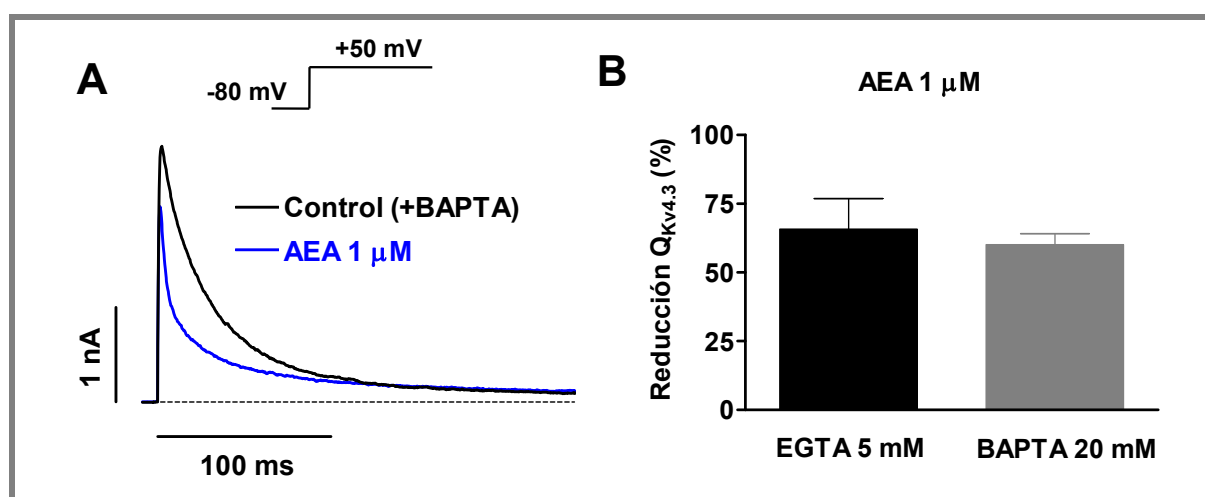 A
+50 mV
-80 mV
Control (+BAPTA)
AEA 1 μM
1 nA
100 ms
B
AEA 1 μM
Reducción QKv4.3 (%)
100
75
50
25
0
EGTA 5 mM
BAPTA 20 mM